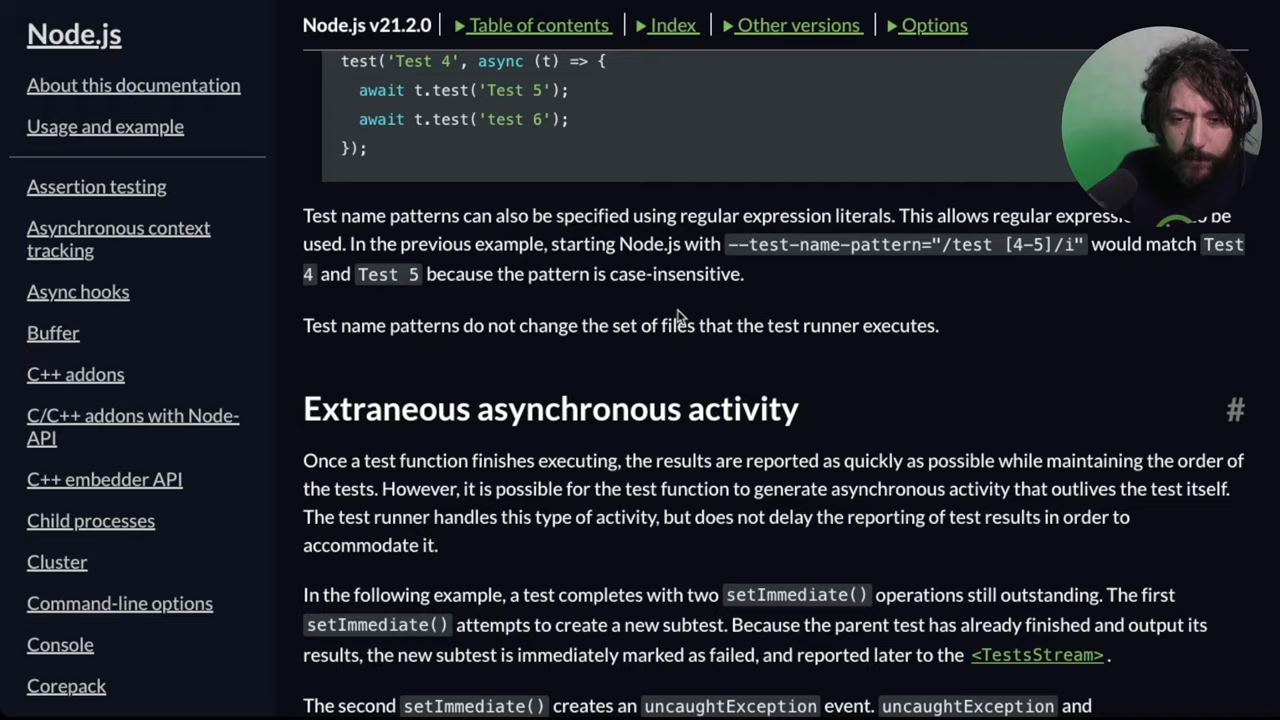 Node.js
About this documentation
Usage and example
Assertion testing
Asynchronous context
tracking
Async hooks
Buffer
C++ addons
C/C++ addons with Node-
API
C++ embedder API
Child processes
Cluster
Command-line options
Console
Corepack
Node.js v21.2.0 | ▶ Table of contents | ▶ Index | ▶ Other versions | ▶ Options
test('Test 4', async (t) => {
  await t.test('Test 5');
  await t.test('test 6');
});
Test name patterns can also be specified using regular expression literals. This allows regular expressi be
used. In the previous example, starting Node.js with --test-name-pattern="/test [4-5]/i" would match Test
4 and Test 5 because the pattern is case-insensitive.
Test name patterns do not change the set of files that the test runner executes.
Extraneous asynchronous activity #
Once a test function finishes executing, the results are reported as quickly as possible while maintaining the order of
the tests. However, it is possible for the test function to generate asynchronous activity that outlives the test itself.
The test runner handles this type of activity, but does not delay the reporting of test results in order to
accommodate it.
In the following example, a test completes with two setImmediate() operations still outstanding. The first
setImmediate() attempts to create a new subtest. Because the parent test has already finished and output its
results, the new subtest is immediately marked as failed, and reported later to the <TestsStream>.
The second setImmediate() creates an uncaughtException event. uncaughtException and